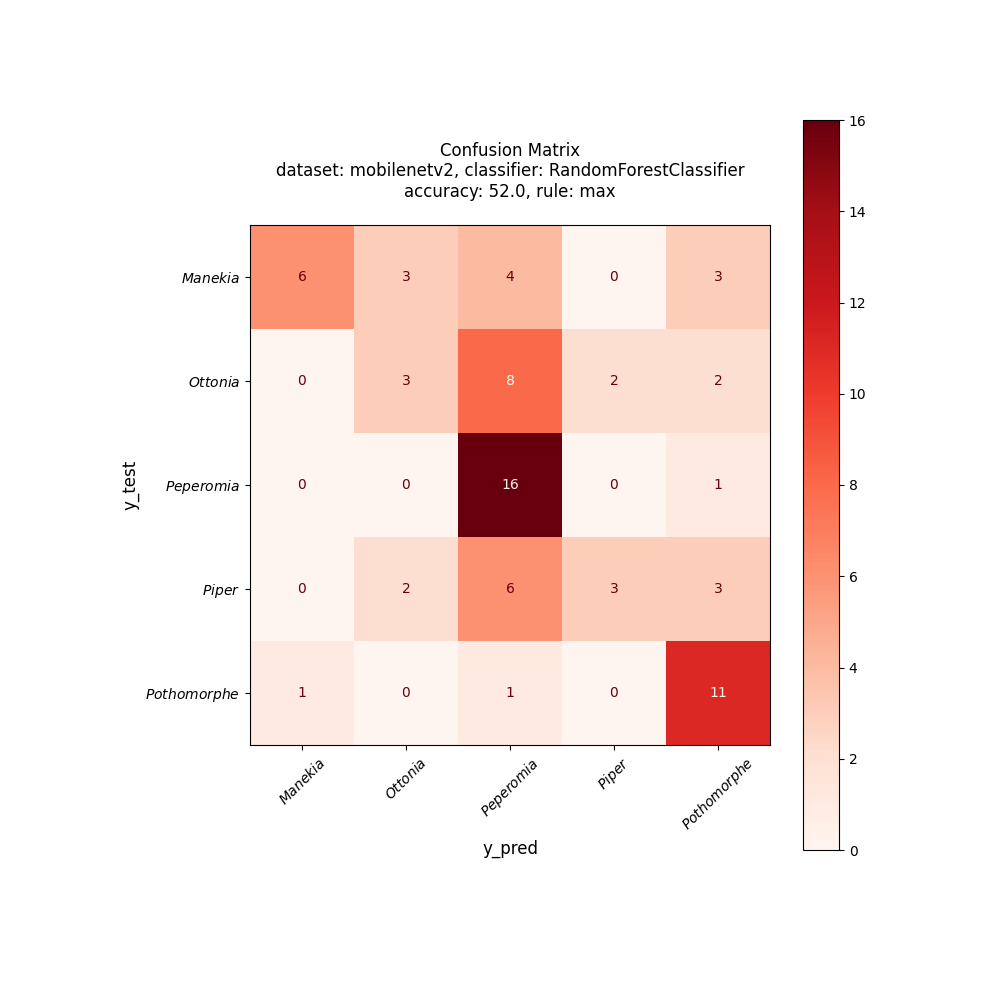 Confusion Matrix
dataset: mobilenetv2, classifier: RandomForestClassifier
accuracy: 52.0, rule: max
y_test
Manekia 6 3 4 0 3
Ottonia 0 3 8 2 2
Peperomia 0 0 16 0 1
Piper 0 2 6 3 3
Pothomorphe 1 0 1 0 11
Manekia Ottonia Peperomia Piper Pothomorphe
y_pred
16
14
12
10
8
6
4
2
0